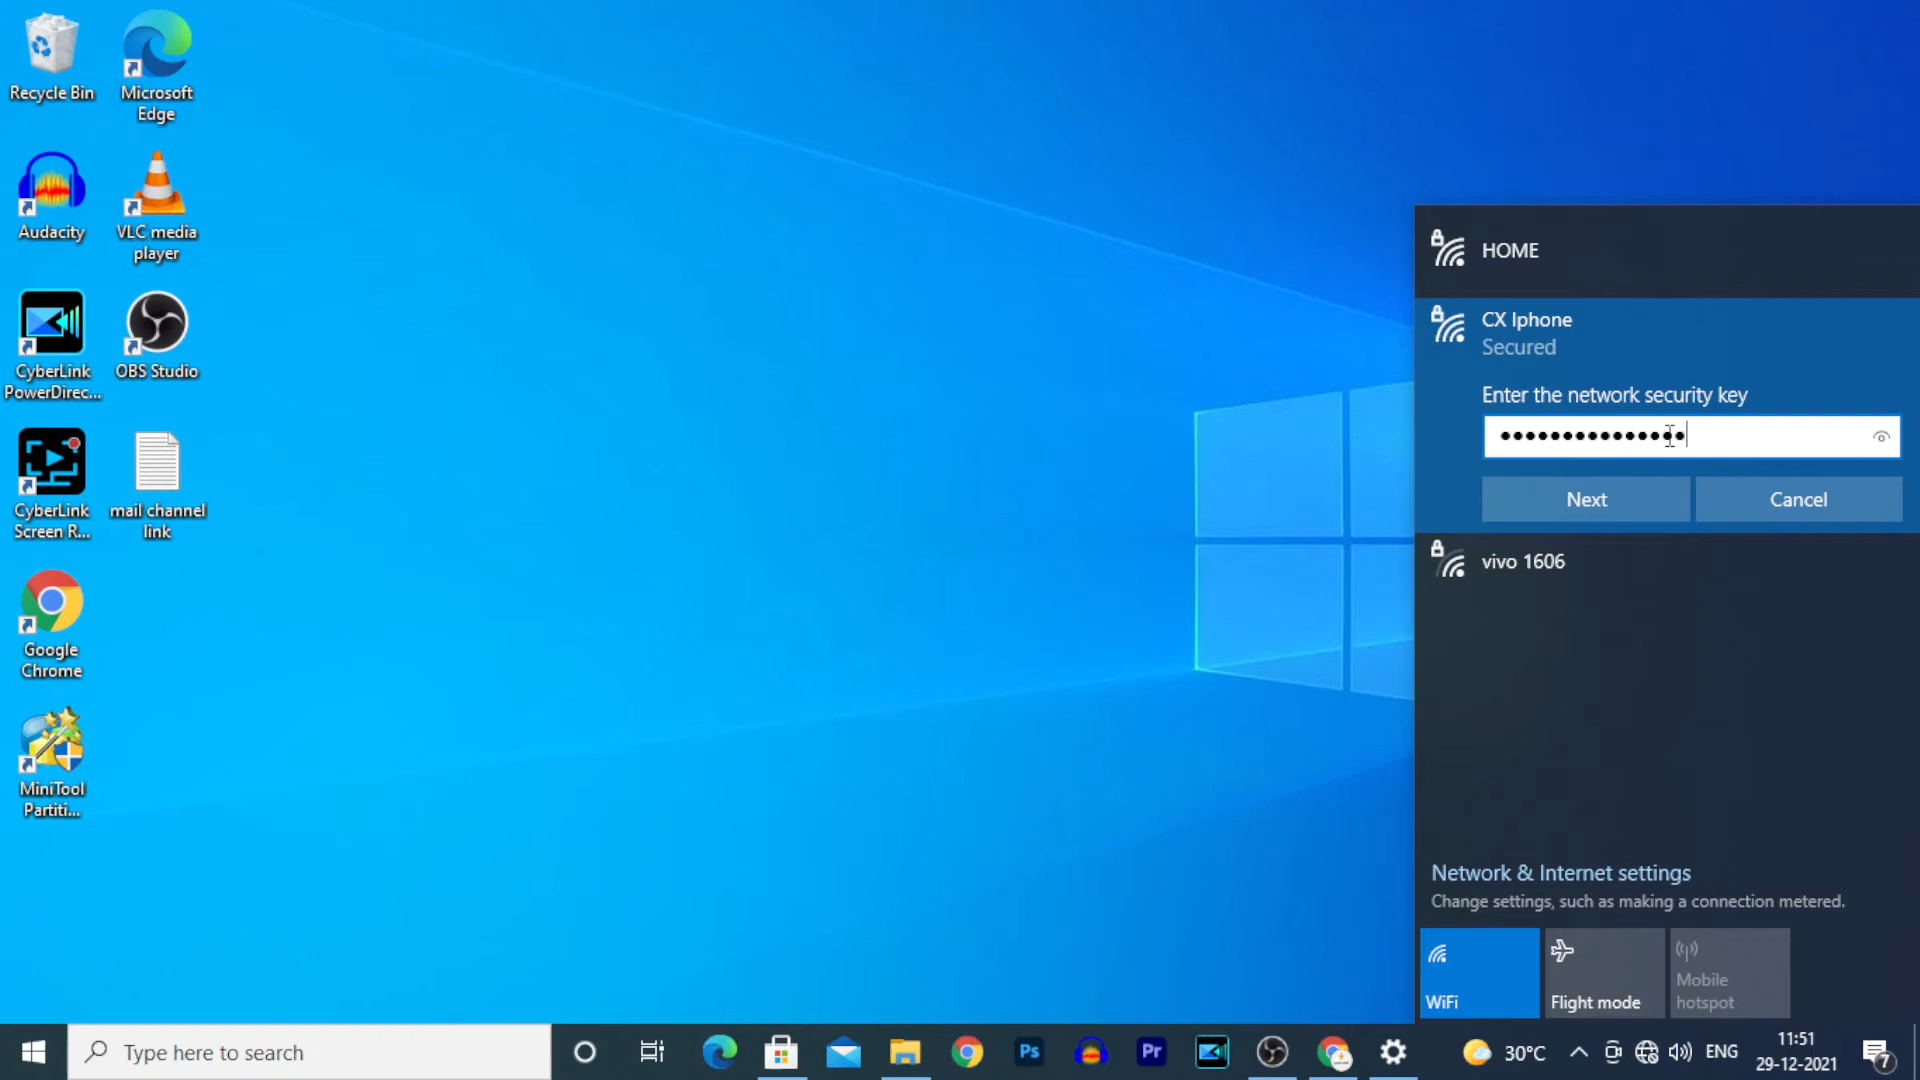 Recycle Bin
Microsoft
Edge
Audacity
VLC media
player
CyberLink
PowerDirec...
OBS Studio
CyberLink
Screen R...
mail channel
link
Google
Chrome
MiniTool
Partiti...
HOME
CX Iphone
Secured
Enter the network security key
Next
Cancel
vivo 1606
Network & Internet settings
Change settings, such as making a connection metered.
WiFi
Flight mode
Mobile
hotspot
Type here to search
Ps
Pr
30°C
ENG
11:51
29-12-2021
7